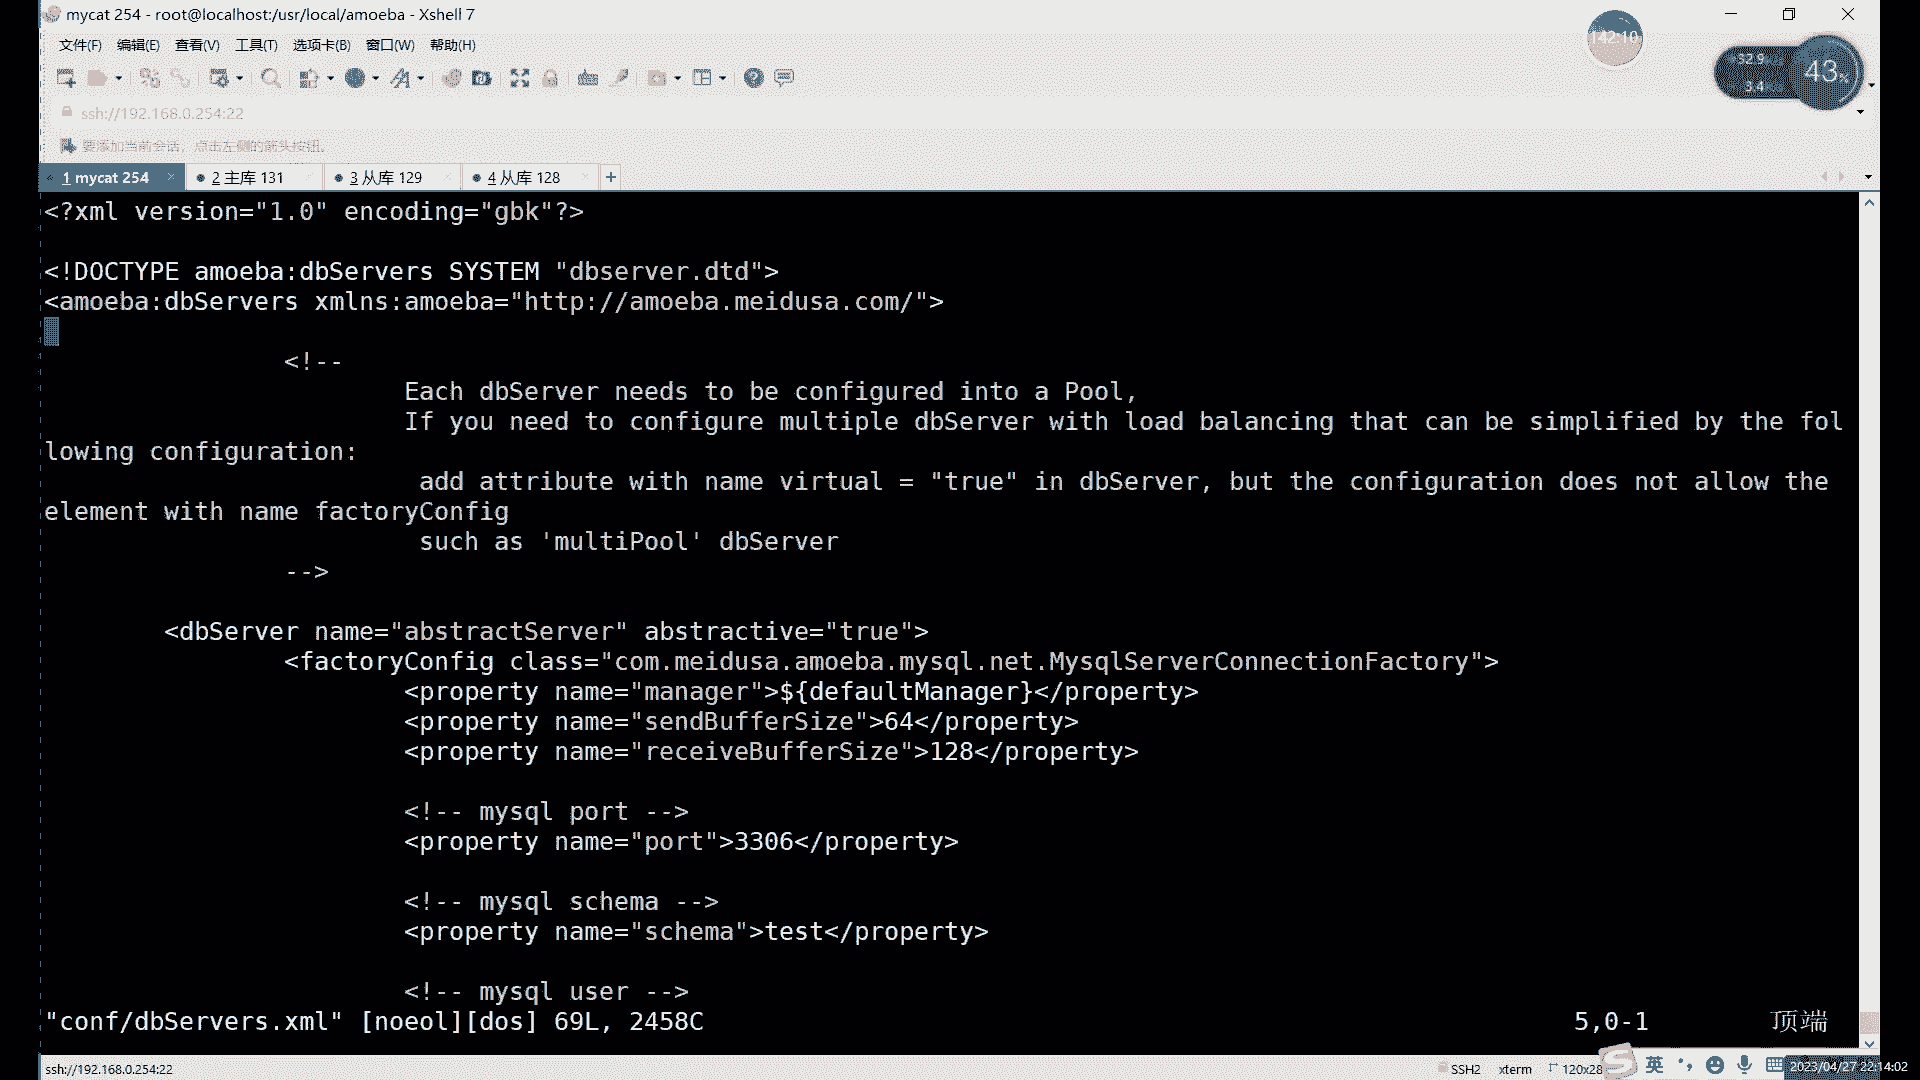 mycat 254 - root@localhost:/usr/local/amoeba - Xshell 7
文件(F) 编辑(E) 查看(V) 工具(T) 选项卡(B) 窗口(W) 帮助(H)
142:10
32.9
3.4
43%
ssh://192.168.0.254:22
要添加当前会话，点击左侧的箭头按钮。
1 mycat 254 2 主库 131 3 从库 129 4 从库 128
<?xml version="1.0" encoding="gbk"?>
<!DOCTYPE amoeba:dbServers SYSTEM "dbserver.dtd">
<amoeba:dbServers xmlns:amoeba="http://amoeba.meidusa.com/">
<!--
Each dbServer needs to be configured into a Pool,
If you need to configure multiple dbServer with load balancing that can be simplified by the fol
lowing configuration:
add attribute with name virtual = "true" in dbServer, but the configuration does not allow the
element with name factoryConfig
such as 'multiPool' dbServer
-->
<dbServer name="abstractServer" abstractive="true">
<factoryConfig class="com.meidusa.amoeba.mysql.net.MysqlServerConnectionFactory">
<property name="manager">${defaultManager}</property>
<property name="sendBufferSize">64</property>
<property name="receiveBufferSize">128</property>
<!-- mysql port -->
<property name="port">3306</property>
<!-- mysql schema -->
<property name="schema">test</property>
<!-- mysql user -->
"conf/dbServers.xml" [noeol][dos] 69L, 2458C 5,0-1 顶端
ssh://192.168.0.254:22 SSH2 xterm 120x28 英 2023/04/27 22:14:02